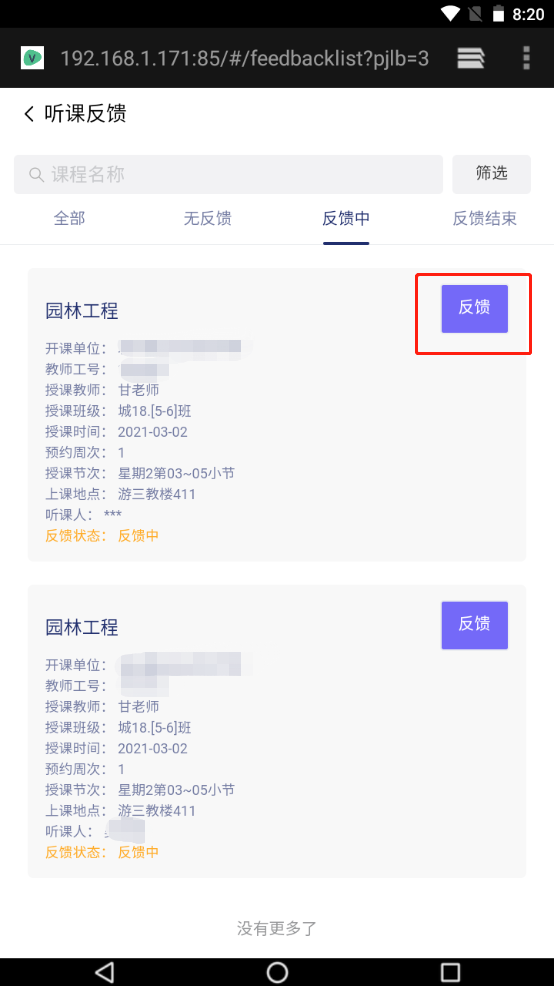 8:20
192.168.1.171:85/#/feedbacklist?pjlb=3
听课反馈
课程名称 筛选
全部 无反馈 反馈中 反馈结束
园林工程 反馈
开课单位：
教师工号：
授课教师： 甘老师
授课班级： 城18.[5-6]班
授课时间： 2021-03-02
预约周次： 1
授课节次： 星期2第03~05小节
上课地点： 游三教楼411
听课人： ***
反馈状态： 反馈中
园林工程 反馈
开课单位：
教师工号：
授课教师： 甘老师
授课班级： 城18.[5-6]班
授课时间： 2021-03-02
预约周次： 1
授课节次： 星期2第03~05小节
上课地点： 游三教楼411
听课人：
反馈状态： 反馈中
没有更多了